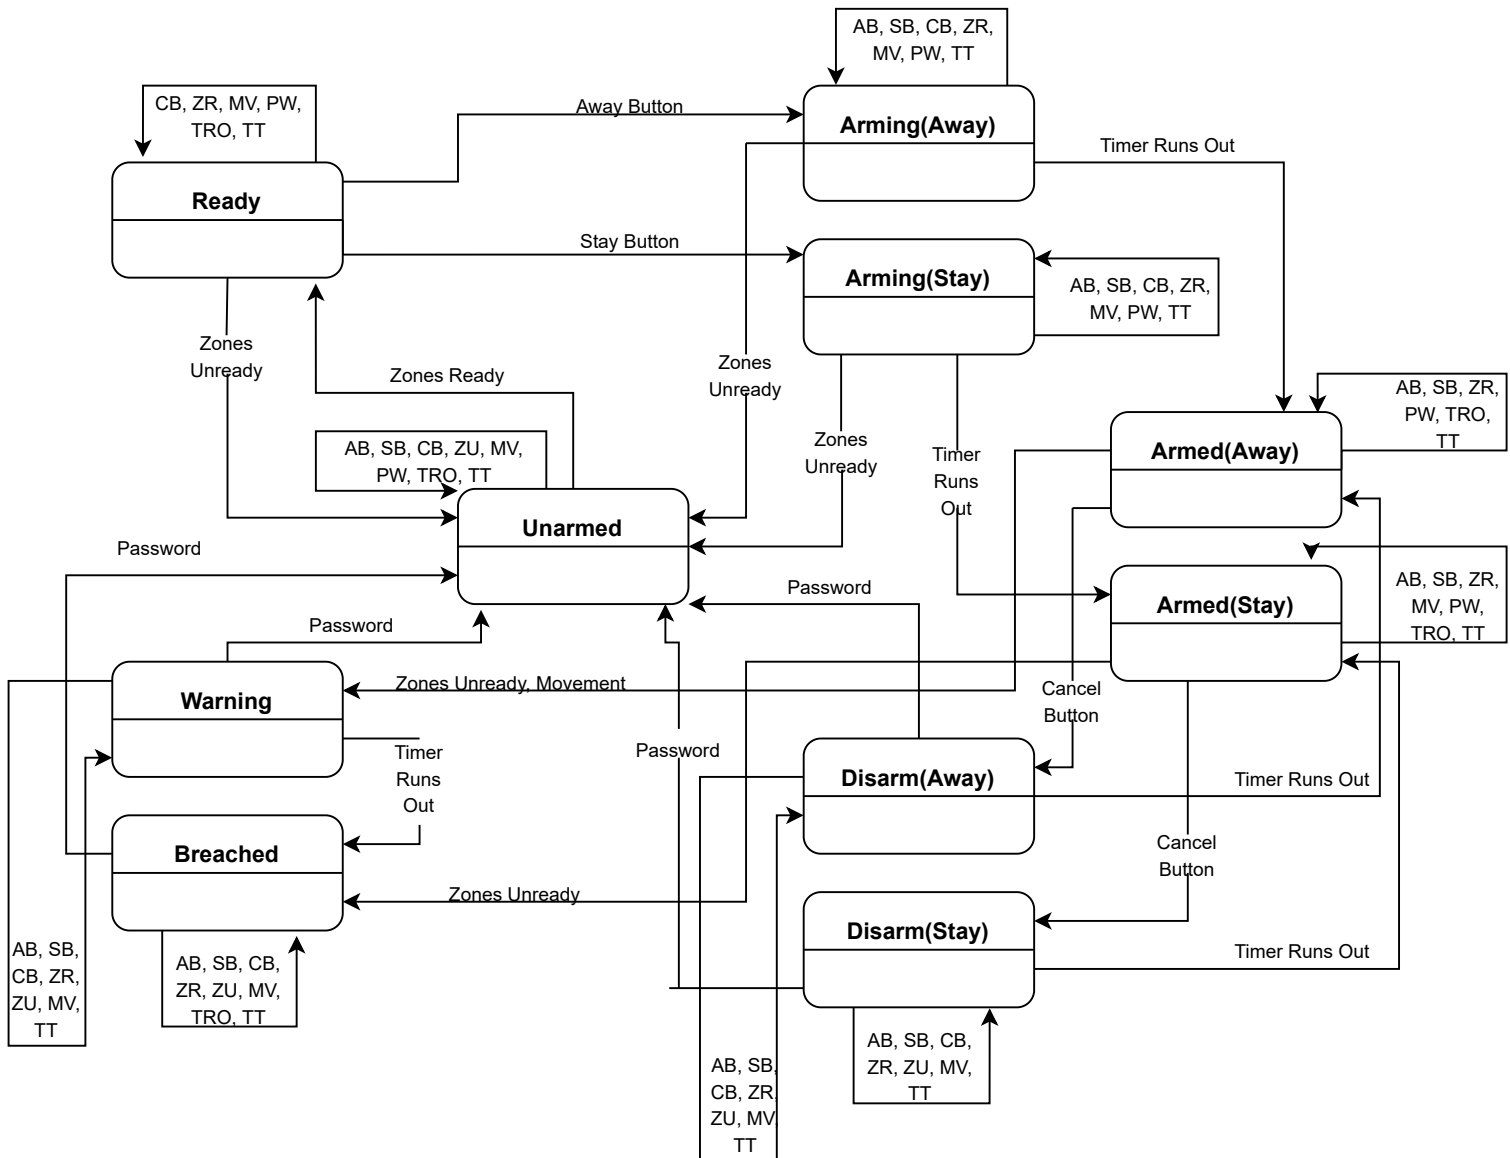 AB, SB, CB, ZR,
MV, PW, TT
CB, ZR, MV, PW,
TRO, TT
Away Button
Arming(Away)
Timer Runs Out
Ready
Stay Button
Arming(Stay)
AB, SB, CB, ZR,
MV, PW, TT
Zones
Unready
Zones Ready
Zones
Unready
AB, SB, ZR,
PW, TRO,
TT
AB, SB, CB, ZU, MV,
PW, TRO, TT
Zones
Unready
Timer
Runs
Out
Armed(Away)
Unarmed
Password
Password
Armed(Stay)
AB, SB, ZR,
MV, PW,
TRO, TT
Password
Warning
Zones Unready, Movement
Cancel
Button
Timer
Runs
Out
Password
Disarm(Away)
Timer Runs Out
Breached
Cancel
Button
Zones Unready
Disarm(Stay)
Timer Runs Out
AB, SB,
CB, ZR,
ZU, MV,
TT
AB, SB, CB,
ZR, ZU, MV,
TRO, TT
AB, SB,
CB, ZR,
ZU, MV,
TT
AB, SB, CB,
ZR, ZU, MV,
TT